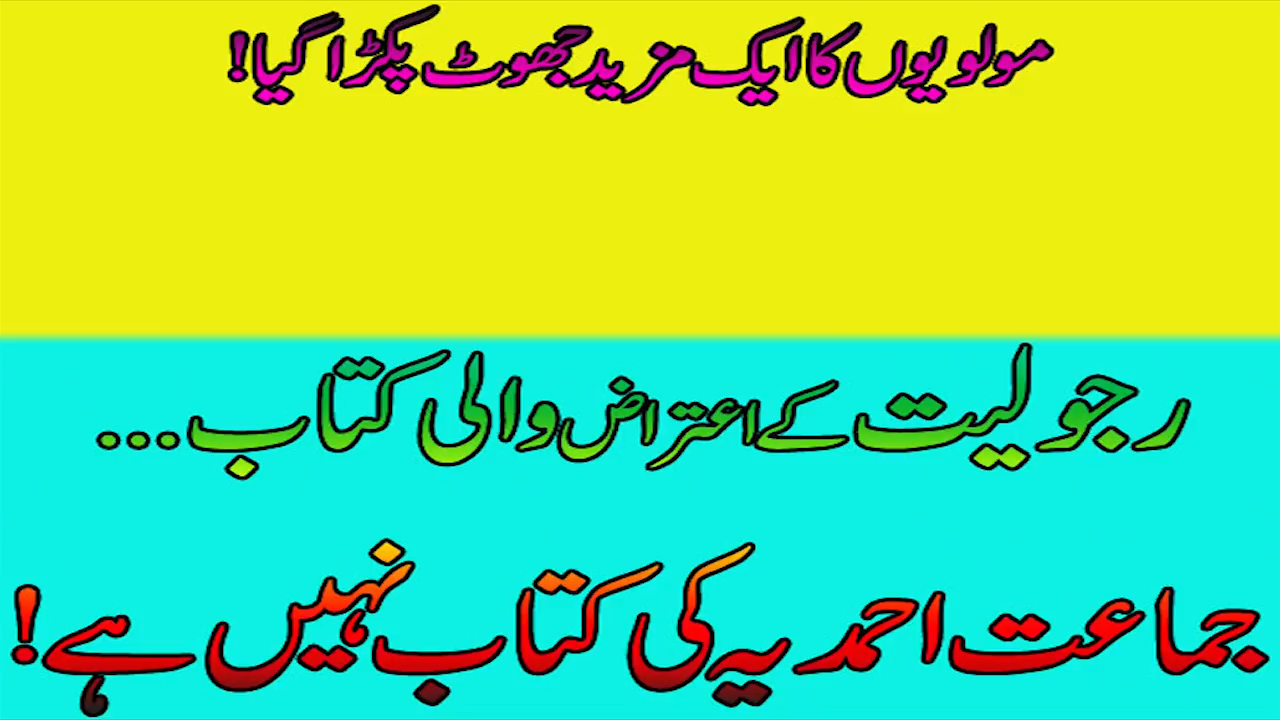 مولویوں کا ایک مزید جھوٹ پکڑا گیا!
رجولیت کے اعتراض والی کتاب...
جماعت احمدیہ کی کتاب نہیں ہے!